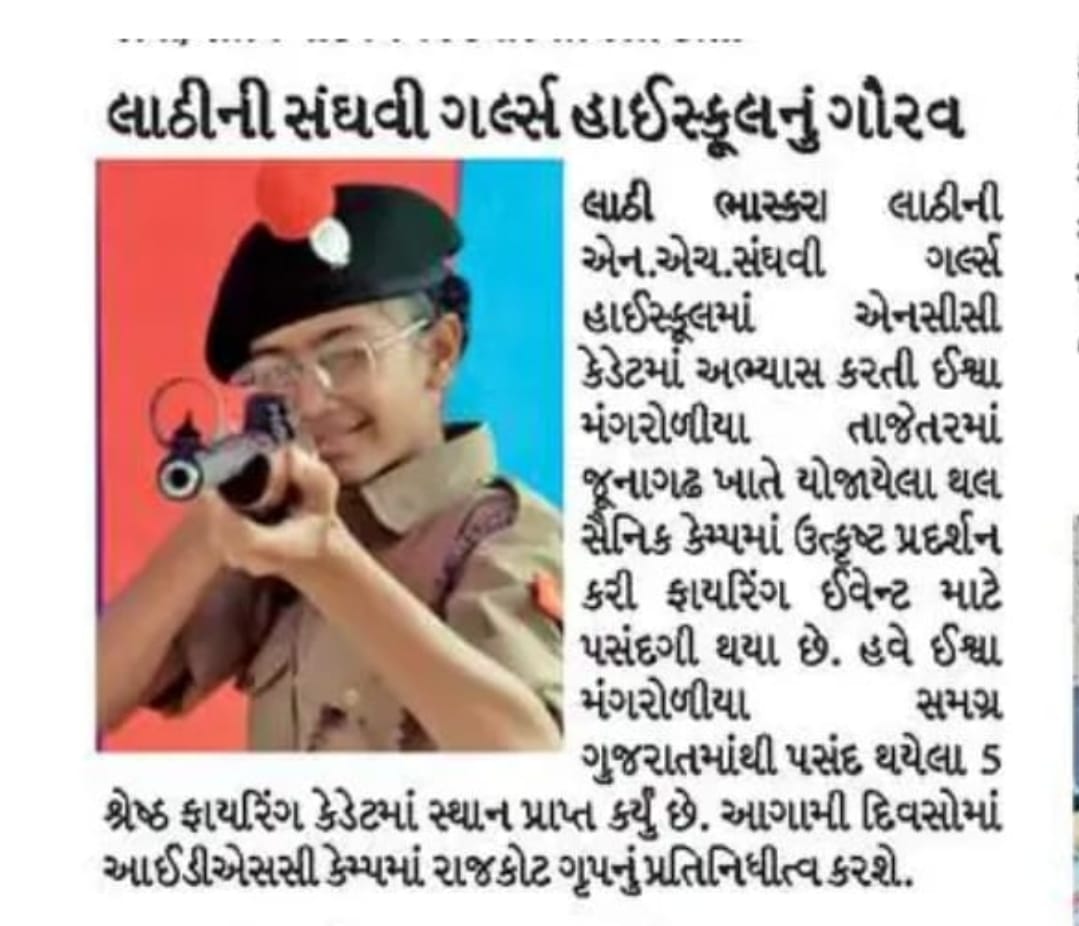 લાઠીની સંઘવી ગર્લ્સ હાઈસ્કૂલનું ગૌરવ
લાઠી ભાસ્કરા લાઠીની
એન.એચ.સંઘવી ગર્લ્સ
હાઈસ્કૂલમાં એનસીસી
કેડેટમાં અભ્યાસ કરતી ઈશ્વા
મંગરોળીયા તાજેતરમાં
જૂનાગઢ ખાતે યોજાયેલા થલ
સૈનિક કેમ્પમાં ઉત્કૃષ્ટ પ્રદર્શન
કરી ફાયરિંગ ઈવેન્ટ માટે
પસંદગી થયા છે. હવે ઈશ્વા
મંગરોળીયા સમગ્ર
ગુજરાતમાંથી પસંદ થયેલા 5
શ્રેષ્ઠ ફાયરિંગ કેડેટમાં સ્થાન પ્રાપ્ત કર્યું છે. આગામી દિવસોમાં
આઈડીએસસી કેમ્પમાં રાજકોટ ગૃપનું પ્રતિનિધીત્વ કરશે.